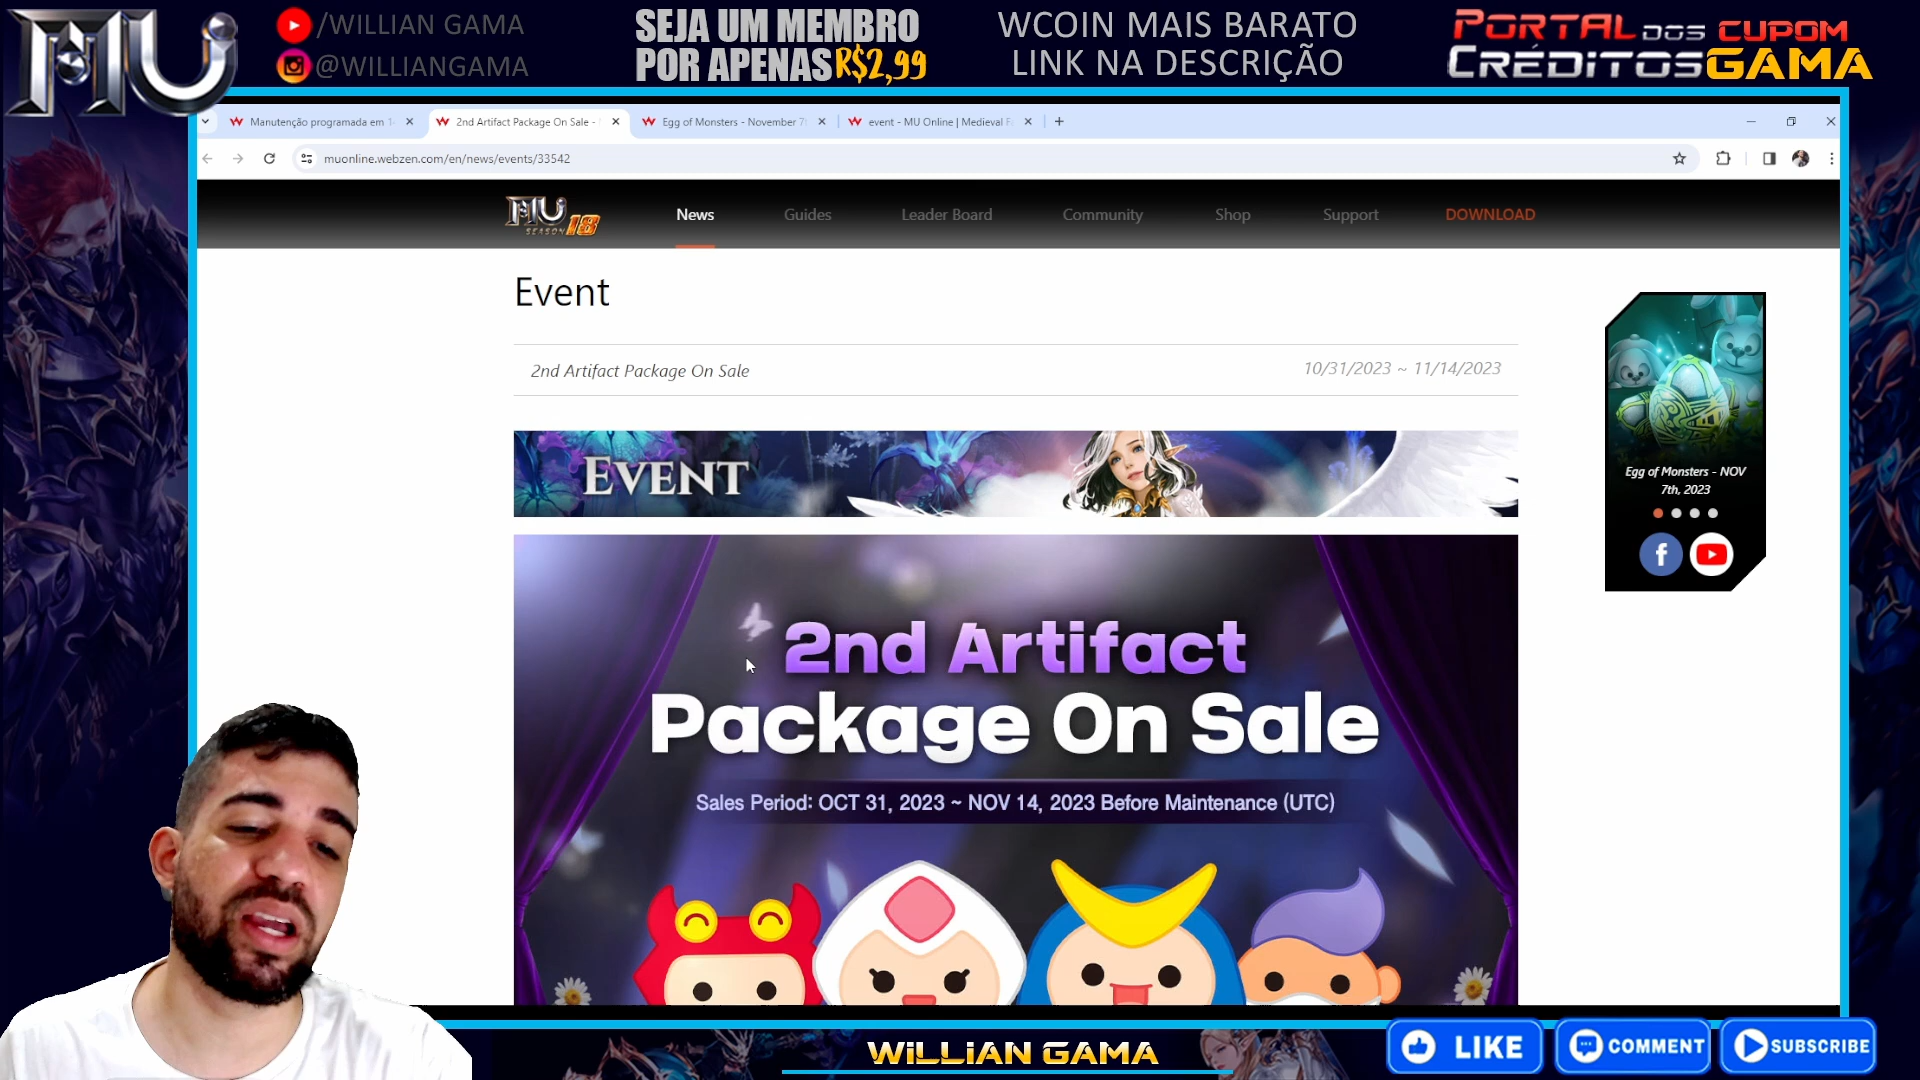 MU
/WILLIAN GAMA
@WILLIANGAMA
SEJA UM MEMBRO
POR APENAS R$2,99
WCOIN MAIS BARATO
LINK NA DESCRIÇÃO
PORTAL DOS CUPOM
CRÉDITOS GAMA
Manutenção programada em 1
2nd Artifact Package On Sale -
Egg of Monsters - November 7
event - MU Online | Medieval F
muonline.webzen.com/en/news/events/33542
MU SEASON 18
News
Guides
Leader Board
Community
Shop
Support
DOWNLOAD
Event
2nd Artifact Package On Sale
10/31/2023 ~ 11/14/2023
EVENT
Egg of Monsters - NOV
7th, 2023
2nd Artifact
Package On Sale
Sales Period: OCT 31, 2023 ~ NOV 14, 2023 Before Maintenance (UTC)
WILLIAN GAMA
LIKE
COMMENT
SUBSCRIBE